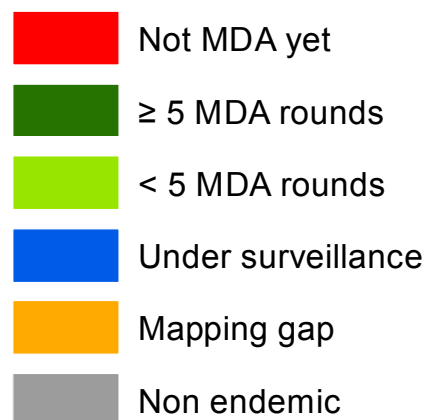 Not MDA yet
≥ 5 MDA rounds
< 5 MDA rounds
Under surveillance
Mapping gap
Non endemic